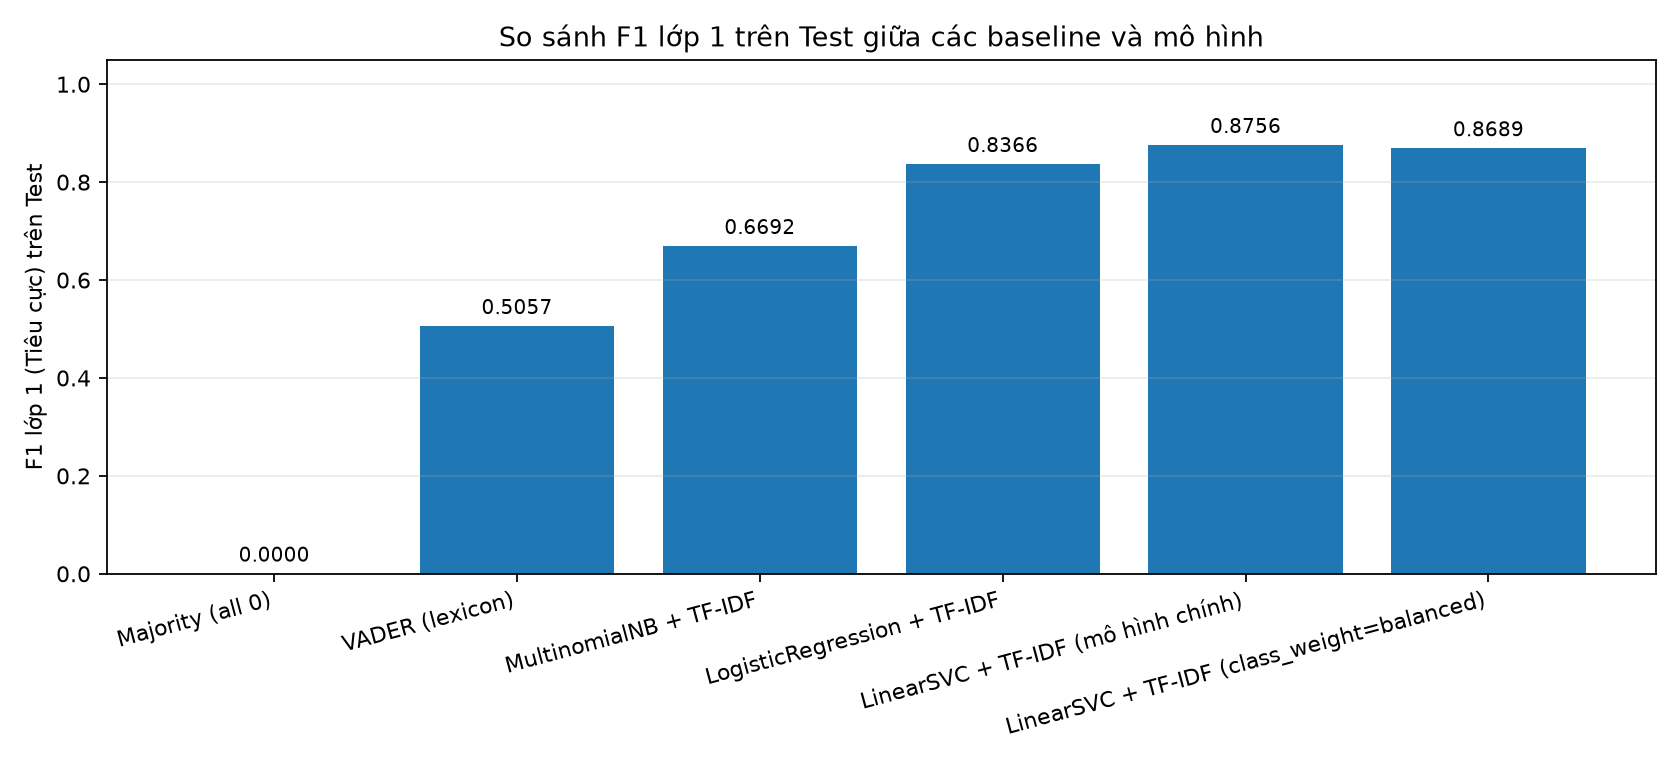 So sánh F1 lớp 1 trên Test giữa các baseline và mô hình
F1 lớp 1 (Tiêu cực) trên Test
1.0
0.8
0.6
0.4
0.2
0.0
0.0000
0.5057
0.6692
0.8366
0.8756
0.8689
Majority (all 0)
VADER (lexicon)
MultinomialNB + TF-IDF
LogisticRegression + TF-IDF
LinearSVC + TF-IDF (mô hình chính)
LinearSVC + TF-IDF (class_weight=balanced)